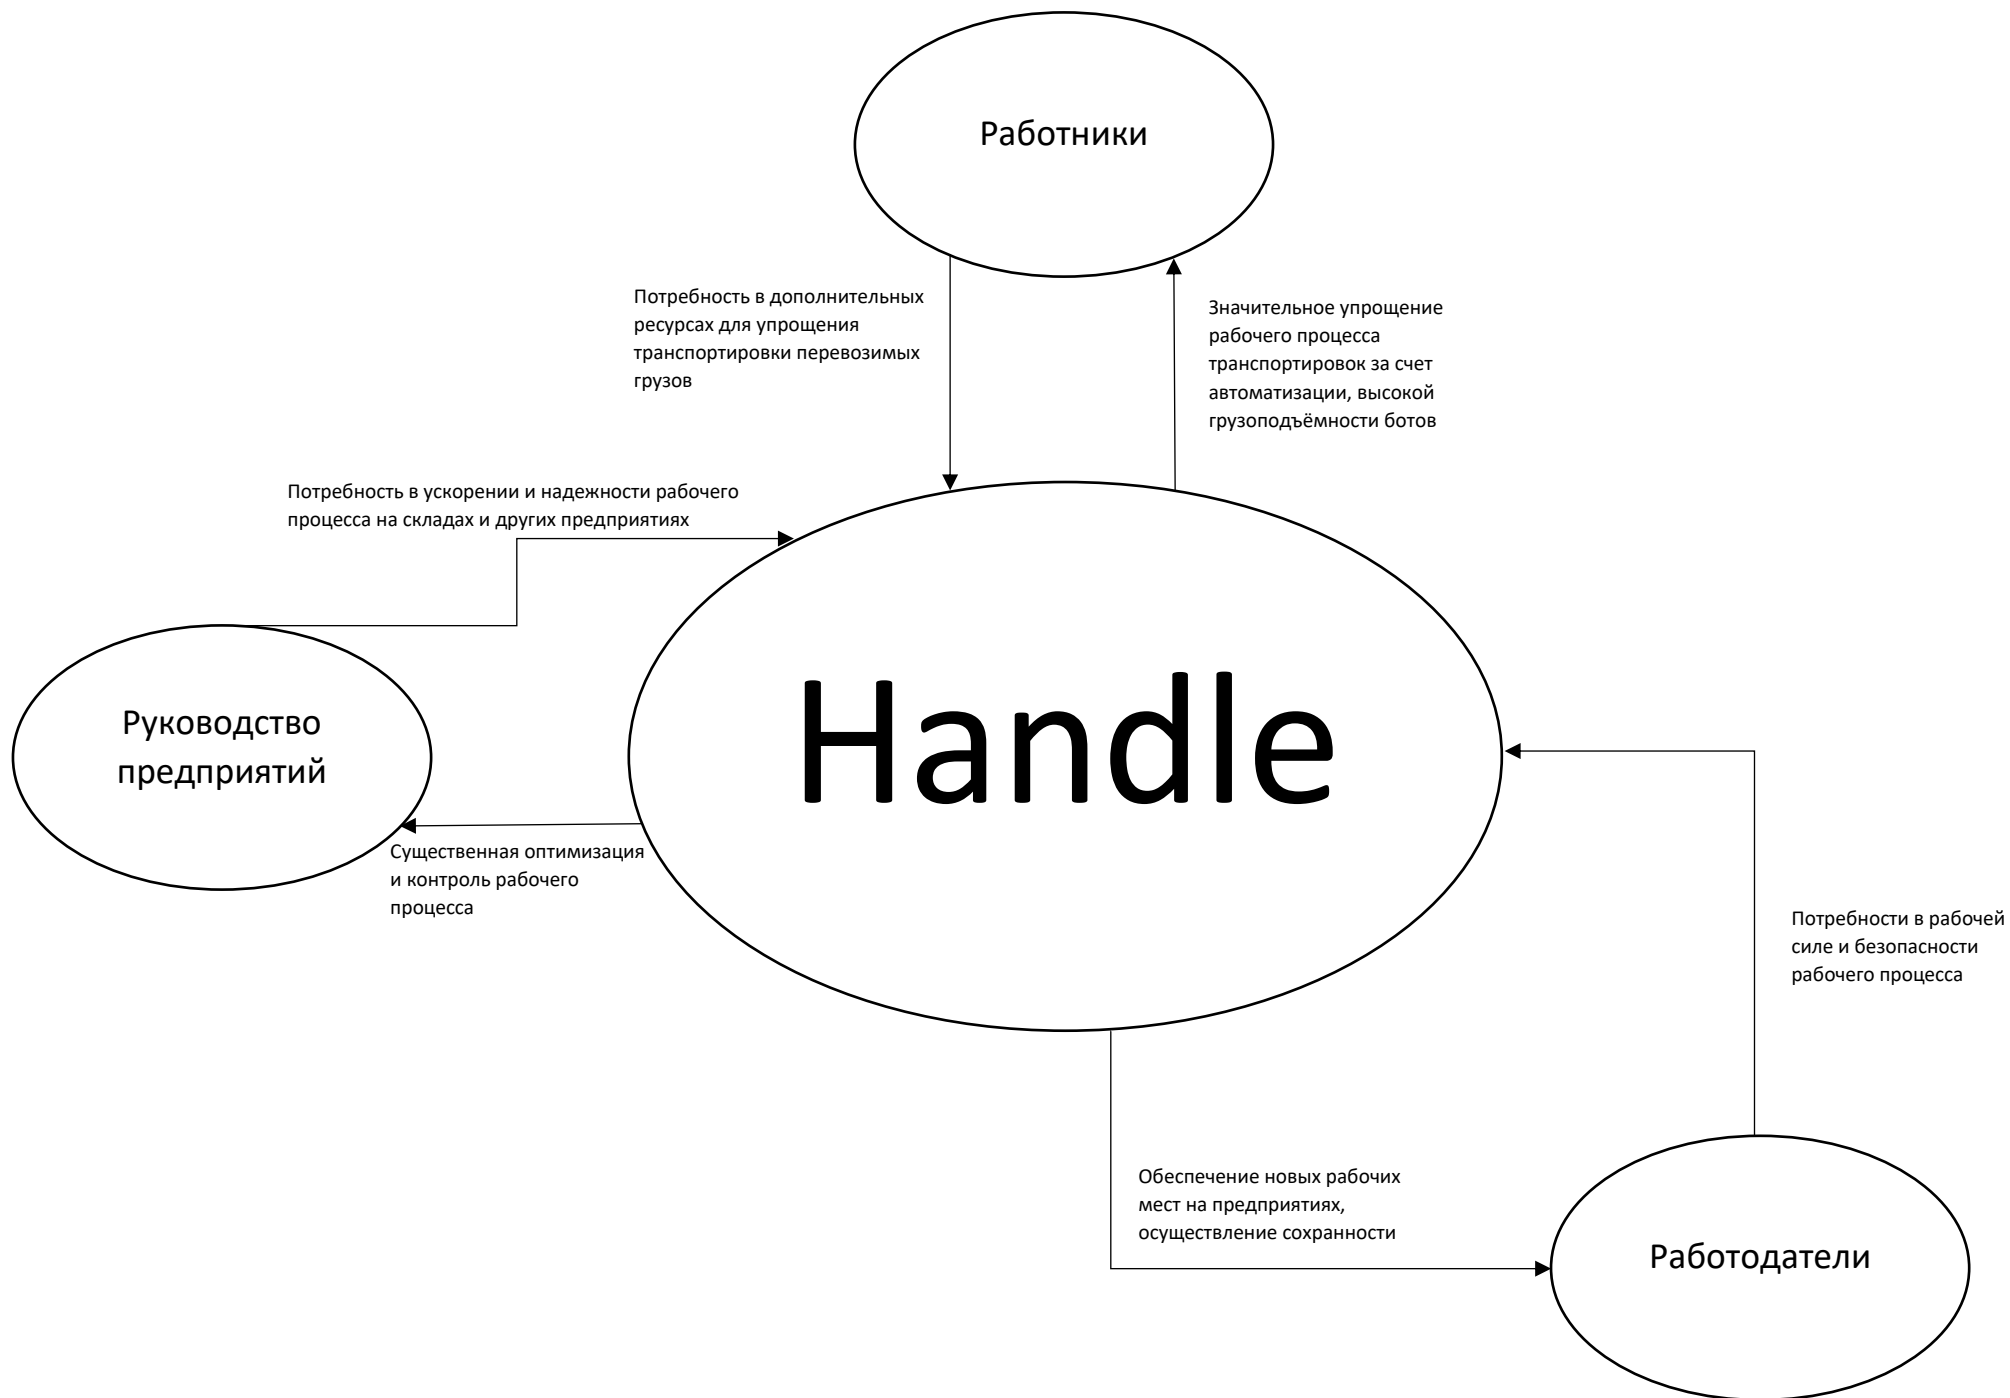 Работники
Потребность в дополнительных
ресурсах для упрощения
транспортировки перевозимых
грузов
Значительное упрощение
рабочего процесса
транспортировок за счет
автоматизации, высокой
грузоподъёмности ботов
Потребность в ускорении и надежности рабочего
процесса на складах и других предприятиях
Руководство
предприятий
Handle
Существенная оптимизация
и контроль рабочего
процесса
Потребности в рабочей
силе и безопасности
рабочего процесса
Обеспечение новых рабочих
мест на предприятиях,
осуществление сохранности
Работодатели